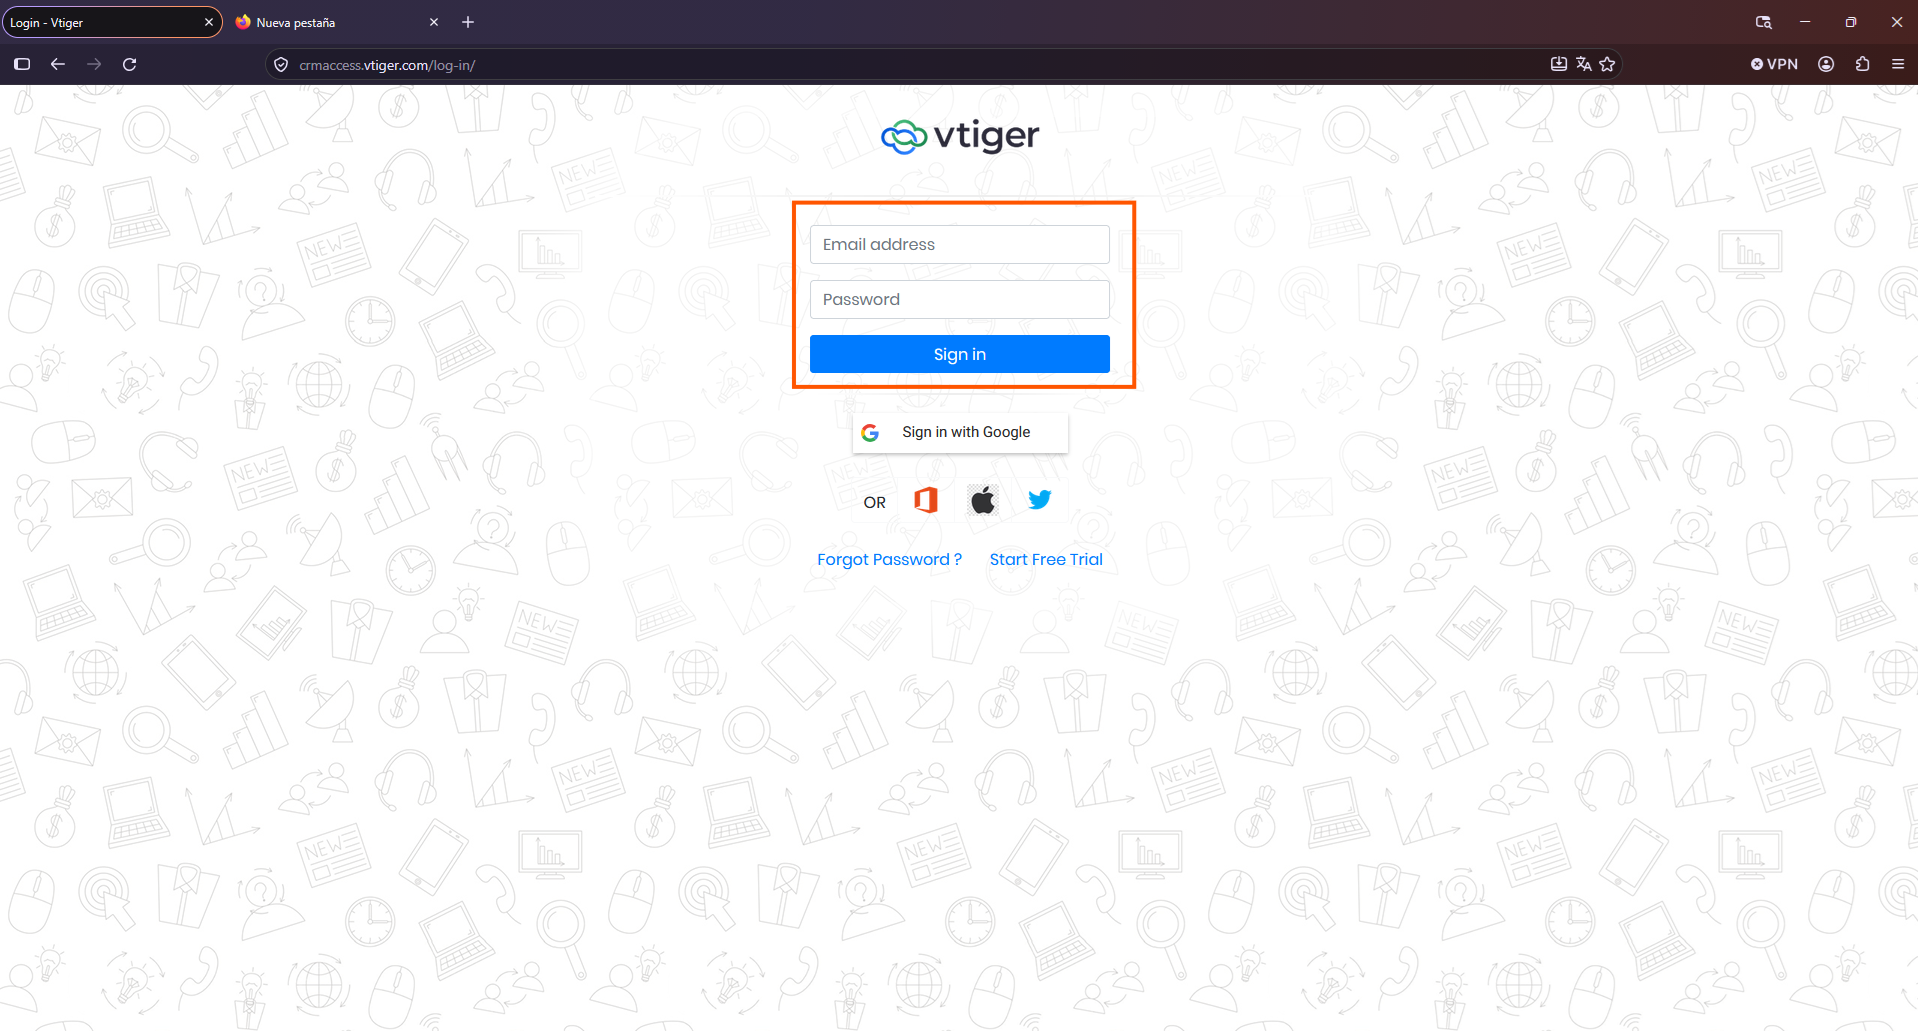 Login - Vtiger
Nueva pestaña
crmaccess.vtiger.com/log-in/
VPN
vtiger
Email address
Password
Sign in
Sign in with Google
OR
Forgot Password ?
Start Free Trial